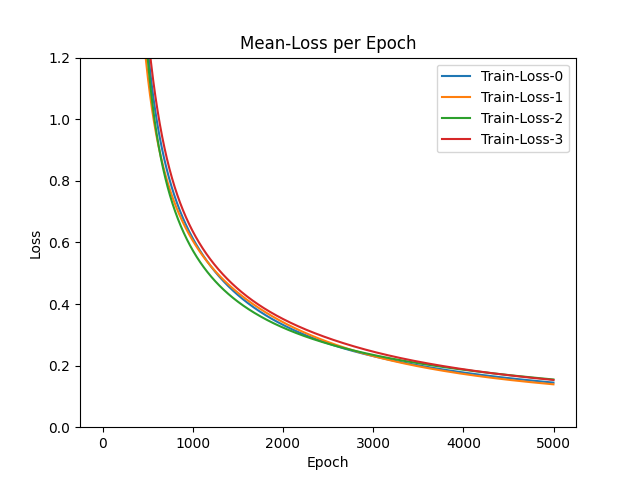 Mean-Loss per Epoch
Train-Loss-0
Train-Loss-1
Train-Loss-2
Train-Loss-3
Loss
1.2
1.0
0.8
0.6
0.4
0.2
0.0
0 1000 2000 3000 4000 5000
Epoch